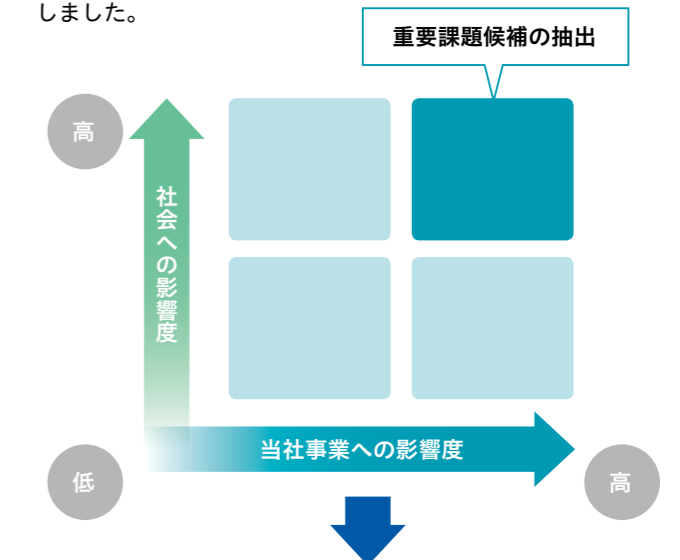 しました。
重要課題候補の抽出
高
社会への影響度
当社事業への影響度
低
高